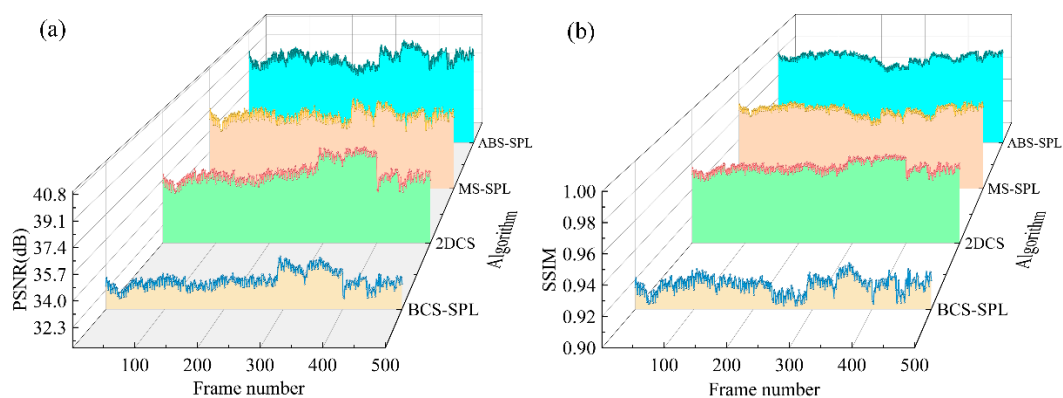 (a)
40.8
39.1
37.4
35.7
34.0
32.3
PSNR(dB)
100 200 300 400 500
Frame number
BCS-SPL
2DCS
MS-SPL
ABS-SPL
Algorithm
(b)
1.00
0.98
0.96
0.94
0.92
0.90
SSIM
100 200 300 400 500
Frame number
BCS-SPL
2DCS
MS-SPL
ABS-SPL
Algorithm